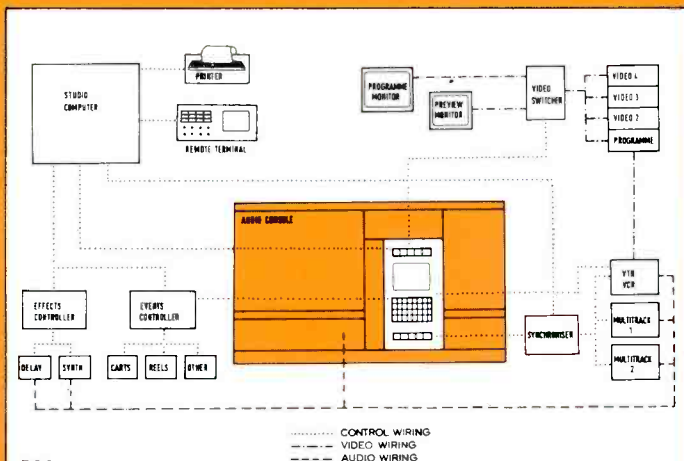 STUDIO
COMPUTER
PRINTER
REMOTE TERMINAL
PROGRAMME
MONITOR
PREVIEW
MONITOR
VIDEO
SWITCHER
VIDEO 4
VIDEO 3
VIDEO 2
PROGRAMME
AUDIO CONSOLE
EFFECTS
CONTROLLER
EVENTS
CONTROLLER
DELAY
SYNTH
CARTS
REELS
OTHER
SYNCHRONISER
VTR
VCR
MULTITRACK
1
MULTITRACK
2
CONTROL WIRING
VIDEO WIRING
AUDIO WIRING